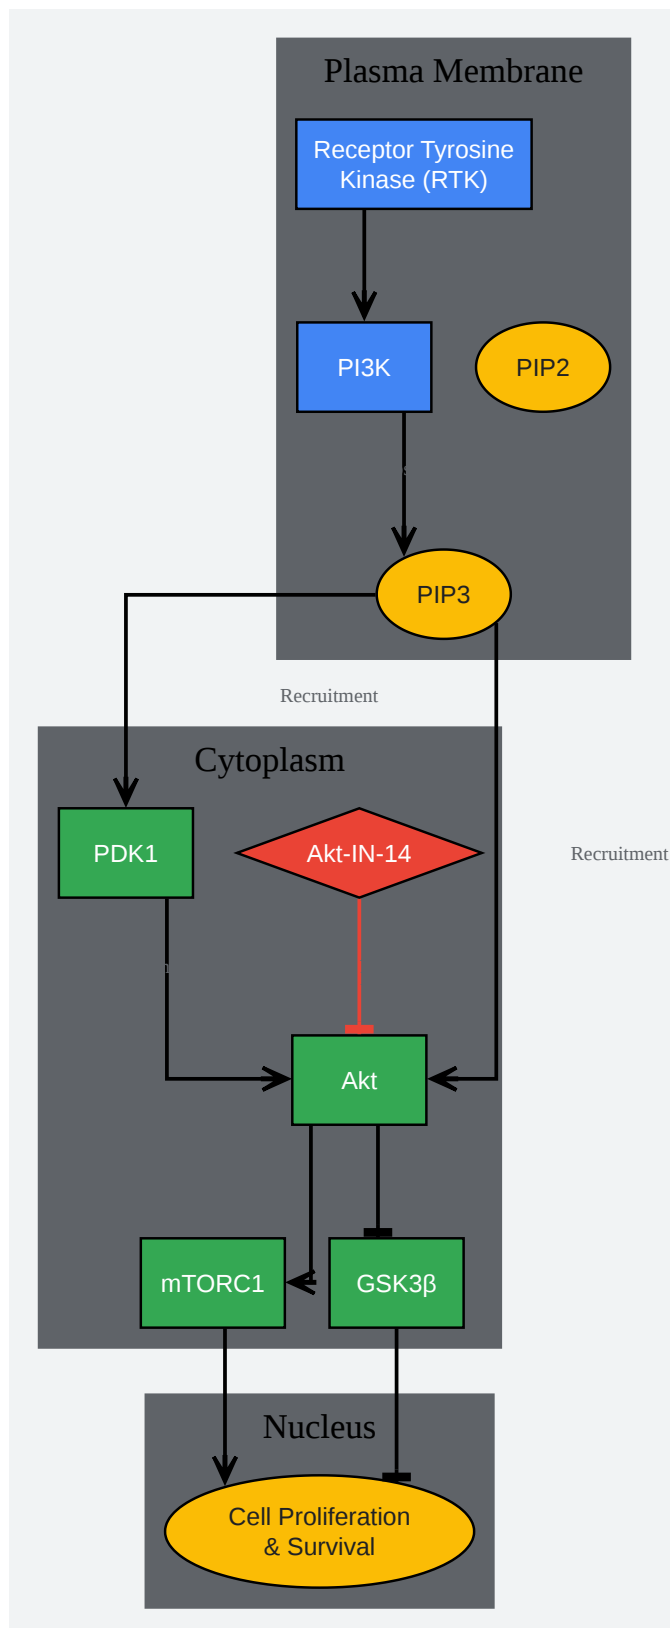 Plasma Membrane
Receptor Tyrosine
Kinase (RTK)
PI3K
PIP2
PIP3
Recruitment
Cytoplasm
PDK1
Akt-IN-14
Recruitment
Akt
mTORC1
GSK3β
Nucleus
Cell Proliferation
& Survival